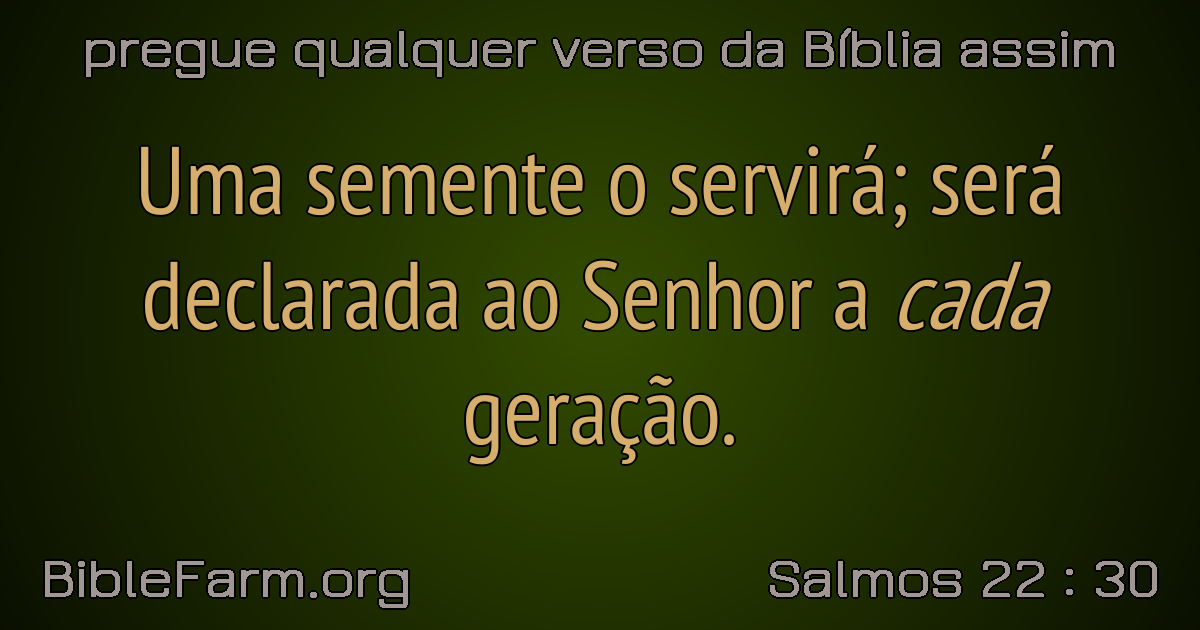 pregue qualquer verso da Bíblia assim
Uma semente o servirá; será
declarada ao Senhor a cada
geração.
BibleFarm.org
Salmos 22 : 30